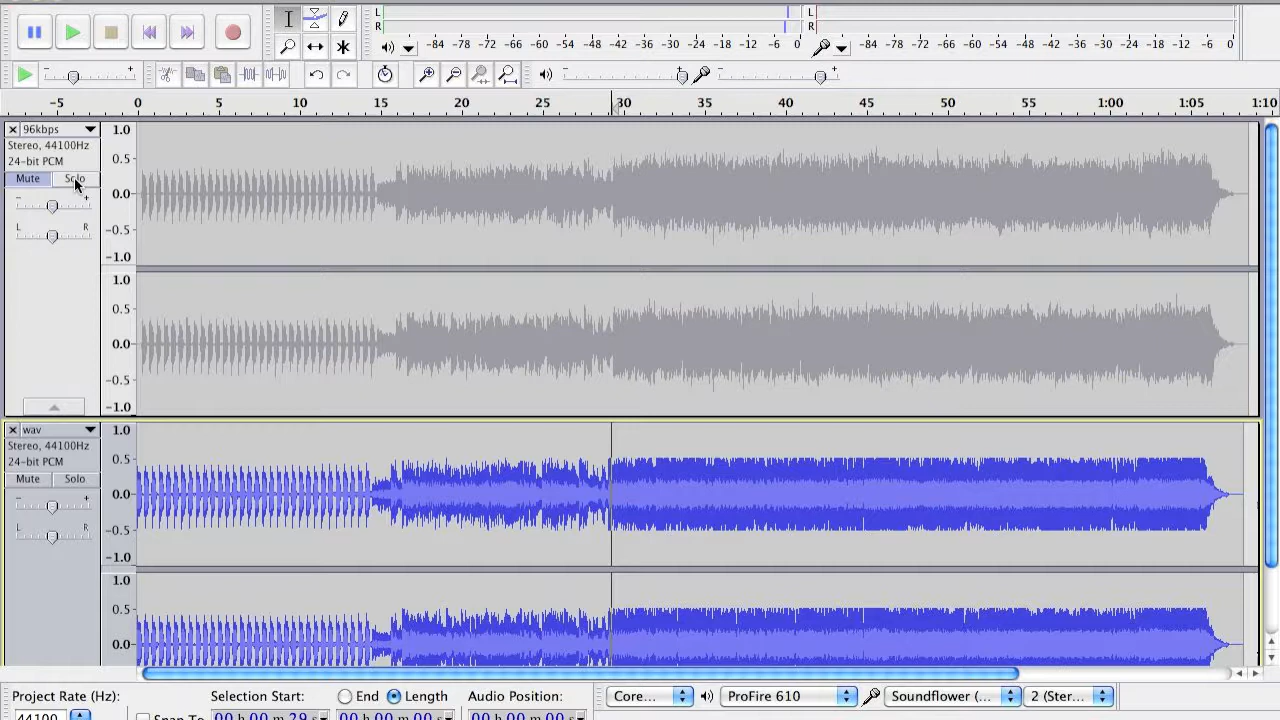 L
R
L
R
-84 -78 -72 -66 -60 -54 -48 -42 -36 -30 -24 -18 -12 -6 0
-84 -78 -72 -66 -60 -54 -48 -42 -36 -30 -24 -18 -12 -6 0
-5 0 5 10 15 20 25 30 35 40 45 50 55 1:00 1:05 1:10
96kbps
Stereo, 44100Hz
24-bit PCM
Mute Solo
- +
L R
1.0
0.5
0.0
-0.5
-1.0
1.0
0.5
0.0
-0.5
-1.0
wav
Stereo, 44100Hz
24-bit PCM
Mute Solo
- +
L R
1.0
0.5
0.0
-0.5
-1.0
1.0
0.5
0.0
Project Rate (Hz):
44100
Selection Start:
End
Length
Audio Position:
Snap To
00 h 00 m 29 s
00 h 00 m 00 s
00 h 00 m 00 s
Core...
ProFire 610
Soundflower (...
2 (Ster...